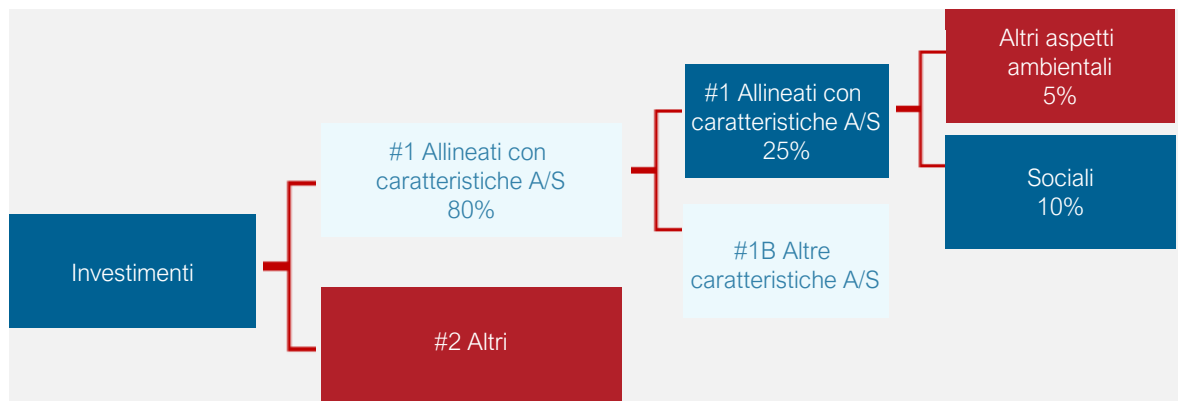 Investimenti
#1 Allineati con
caratteristiche A/S
80%
#2 Altri
#1 Allineati con
caratteristiche A/S
25%
#1B Altre
caratteristiche A/S
Altri aspetti
ambientali
5%
Sociali
10%